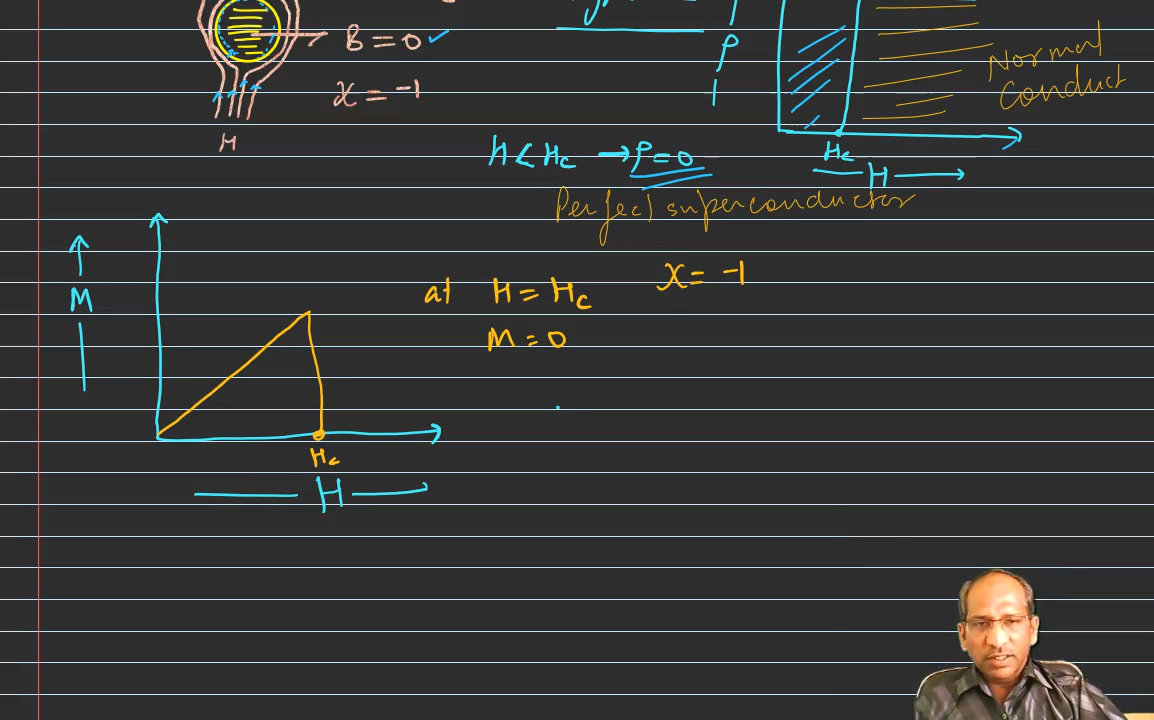 B = 0 ✓
χ = -1
H
ρ
Normal
Conduct
Hc
H
H < Hc → ρ = 0
Perfect superconductor
M
at H = Hc
χ = -1
M = 0
Hc
H